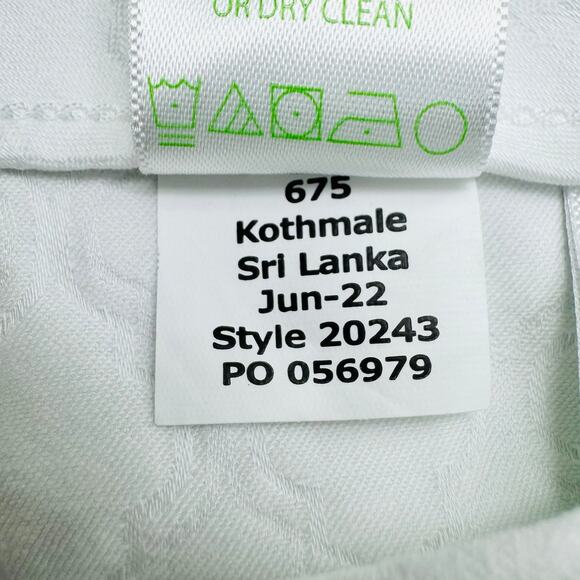 OR DRY CLEAN
675
Kothmale
Sri Lanka
Jun-22
Style 20243
PO 056979